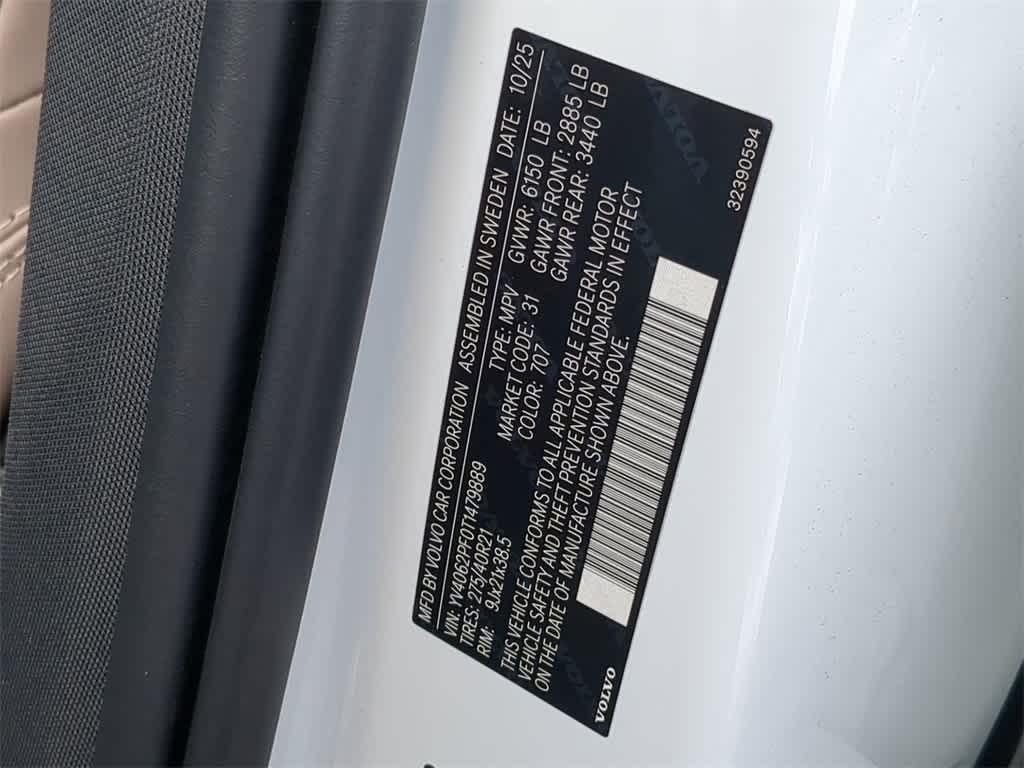 MFD BY VOLVO CAR CORPORATION ASSEMBLED IN SWEDEN DATE: 10/25
VIN: YV4062PF0T1479889 TYPE: MPV GVWR: 6150 LB
TIRES: 275/40R21 MARKET CODE: 31 GAWR FRONT: 2885 LB
RIM: 9Jx21x38.5 COLOR: 707 GAWR REAR: 3440 LB
THIS VEHICLE CONFORMS TO ALL APPLICABLE FEDERAL MOTOR
VEHICLE SAFETY AND THEFT PREVENTION STANDARDS IN EFFECT
ON THE DATE OF MANUFACTURE SHOWN ABOVE.
VOLVO
32390594